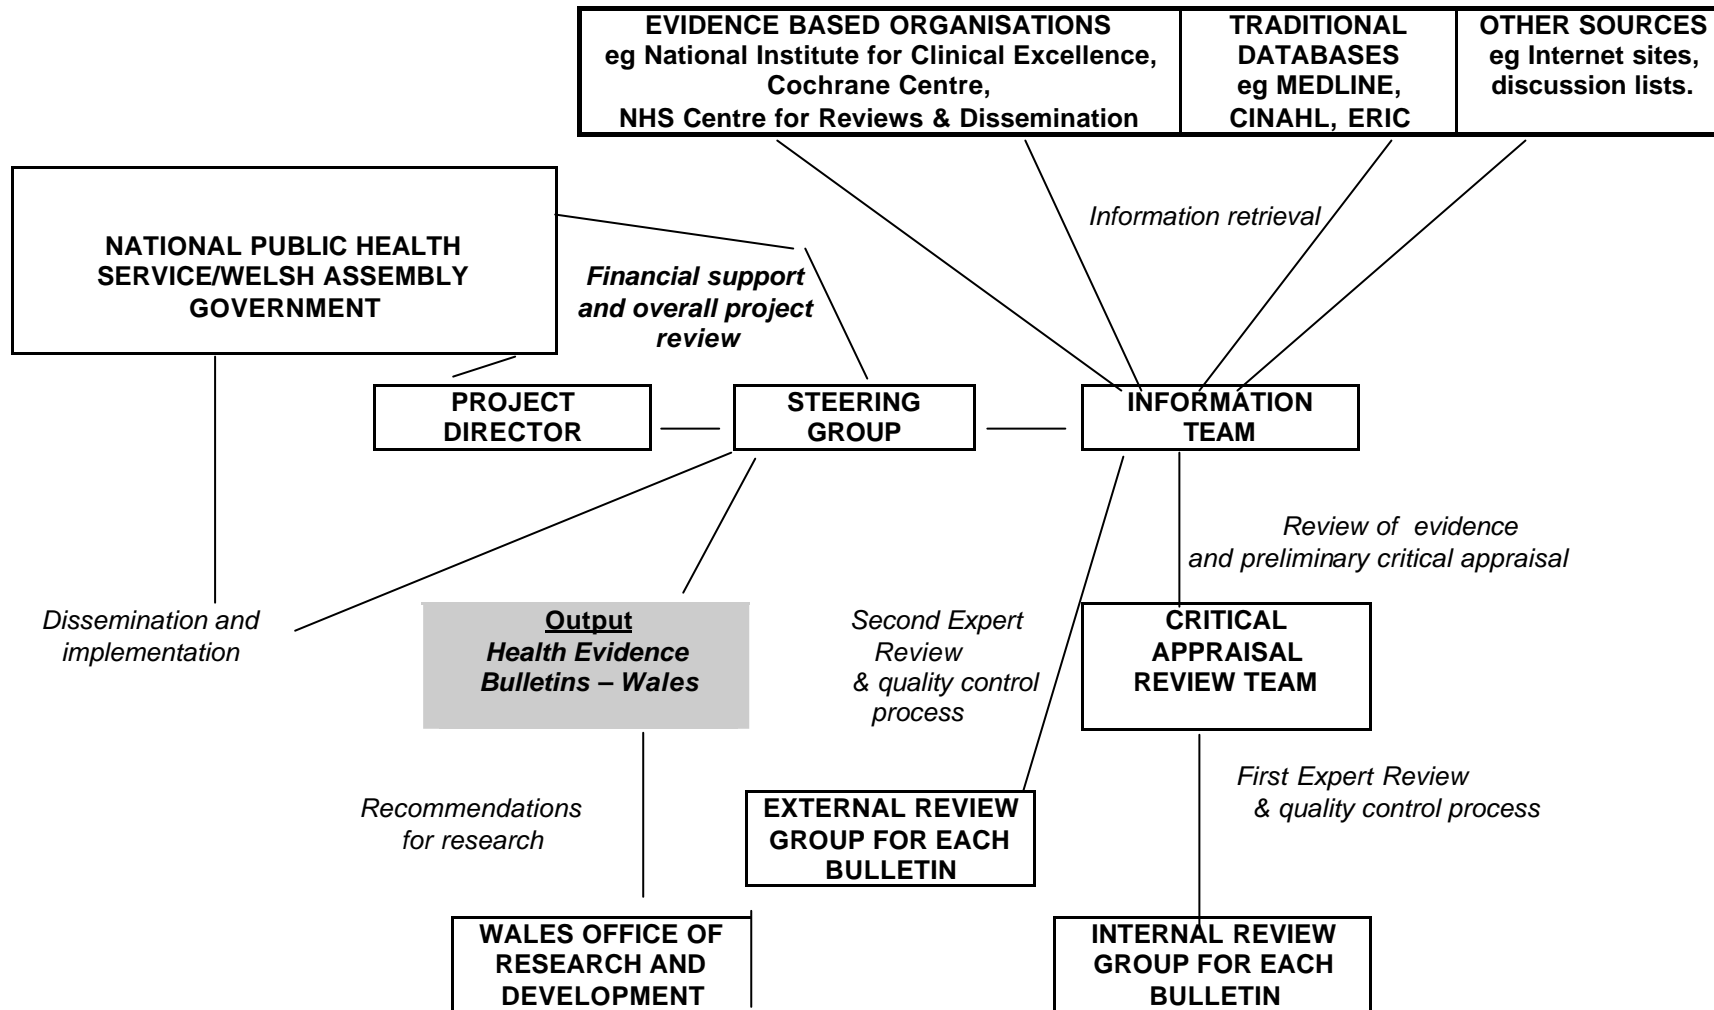 EVIDENCE BASED ORGANISATIONS
eg National Institute for Clinical Excellence,
Cochrane Centre,
NHS Centre for Reviews & Dissemination
TRADITIONAL
DATABASES
eg MEDLINE,
CINAHL, ERIC
OTHER SOURCES
eg Internet sites,
discussion lists.
NATIONAL PUBLIC HEALTH
SERVICE/WELSH ASSEMBLY
GOVERNMENT
Information retrieval
Financial support
and overall project
review
PROJECT
DIRECTOR
STEERING
GROUP
INFORMATION
TEAM
Review of evidence
and preliminary critical appraisal
Dissemination and
implementation
Output
Health Evidence
Bulletins – Wales
Second Expert
Review
& quality control
process
CRITICAL
APPRAISAL
REVIEW TEAM
First Expert Review
& quality control process
Recommendations
for research
EXTERNAL REVIEW
GROUP FOR EACH
BULLETIN
WALES OFFICE OF
RESEARCH AND
DEVELOPMENT
INTERNAL REVIEW
GROUP FOR EACH
BULLETIN